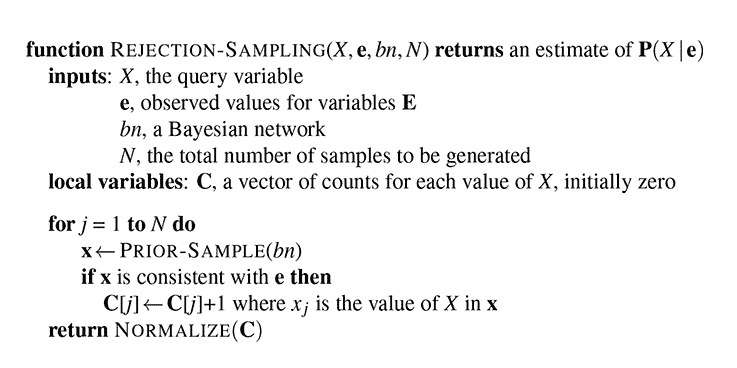 function REJECTION-SAMPLING(X, e, bn, N) returns an estimate of P(X | e)
inputs: X, the query variable
e, observed values for variables E
bn, a Bayesian network
N, the total number of samples to be generated
local variables: C, a vector of counts for each value of X, initially zero
for j = 1 to N do
x ← PRIOR-SAMPLE(bn)
if x is consistent with e then
C[j] ← C[j]+1 where xⱼ is the value of X in x
return NORMALIZE(C)